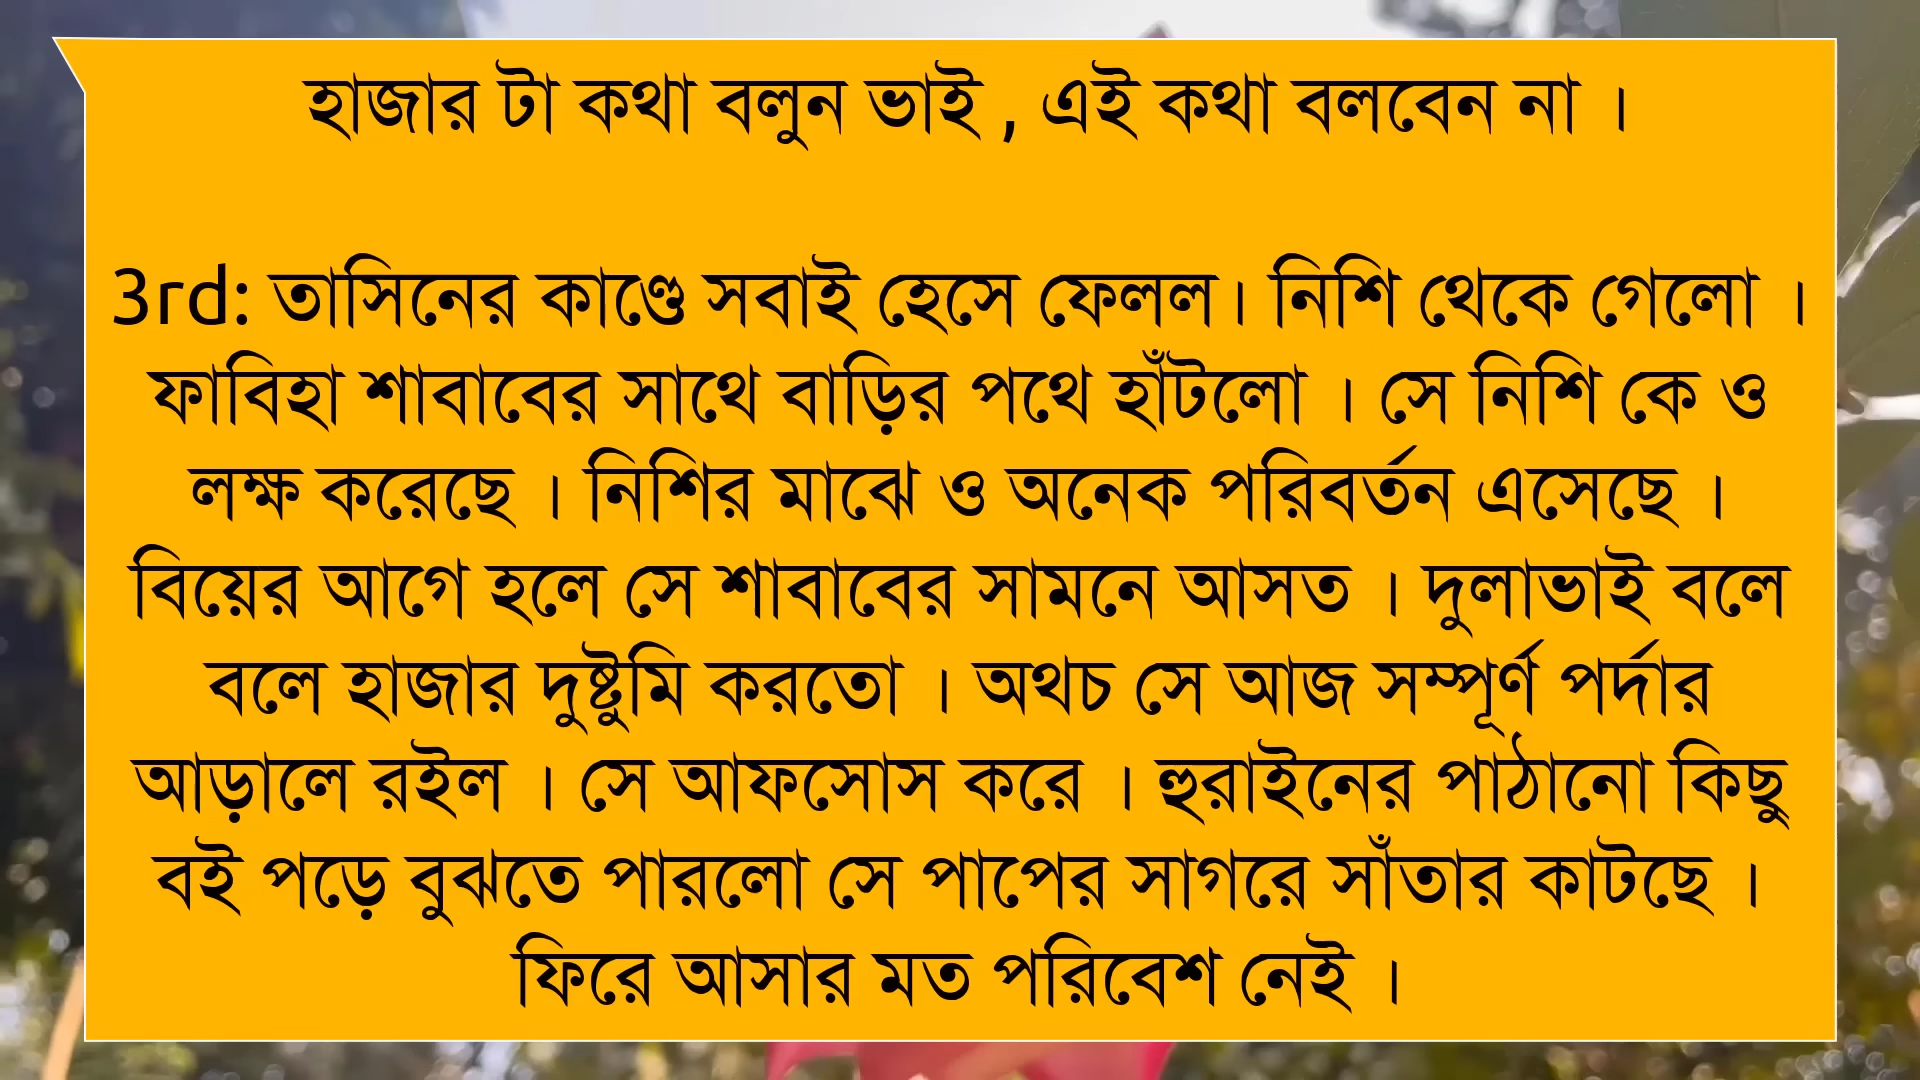 হাজার টা কথা বলুন ভাই , এই কথা বলবেন না ।
3rd: তাসিনের কাণ্ডে সবাই হেসে ফেলল। নিশি থেকে গেলো ।
ফাবিহা শাবাবের সাথে বাড়ির পথে হাঁটলো । সে নিশি কে ও
লক্ষ করেছে । নিশির মাঝে ও অনেক পরিবর্তন এসেছে ।
বিয়ের আগে হলে সে শাবাবের সামনে আসত । দুলাভাই বলে
বলে হাজার দুষ্টুমি করতো । অথচ সে আজ সম্পূর্ণ পর্দার
আড়ালে রইল । সে আফসোস করে । হুরাইনের পাঠানো কিছু
বই পড়ে বুঝতে পারলো সে পাপের সাগরে সাঁতার কাটছে ।
ফিরে আসার মত পরিবেশ নেই ।